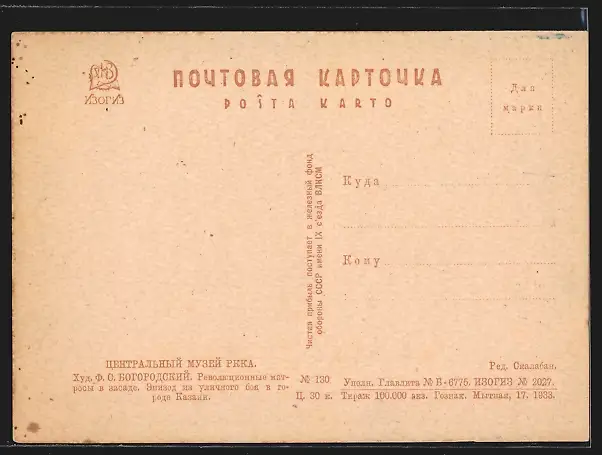 ИЗОГИЗ
ПОЧТОВАЯ КАРТОЧКА
POŜTA KARTO
Для
марки
Куда
Кому
Чистая прибыль поступает в железный фонд
обороны СССР имени IX с'езда ВЛКСМ
ЦЕНТРАЛЬНЫЙ МУЗЕЙ РККА.
Худ. Ф. С. БОГОРОДСКИЙ. Революционные мат-
росы в засаде. Эпизод из уличного боя в го-
роде Казани.
№ 130
Ц. 30 к.
Ред. Скалабан.
Уполн. Главлита № Б-6775. ИЗОГИЗ № 2027.
Тираж 100.000 экз. Гознак. Мытная, 17. 1933.